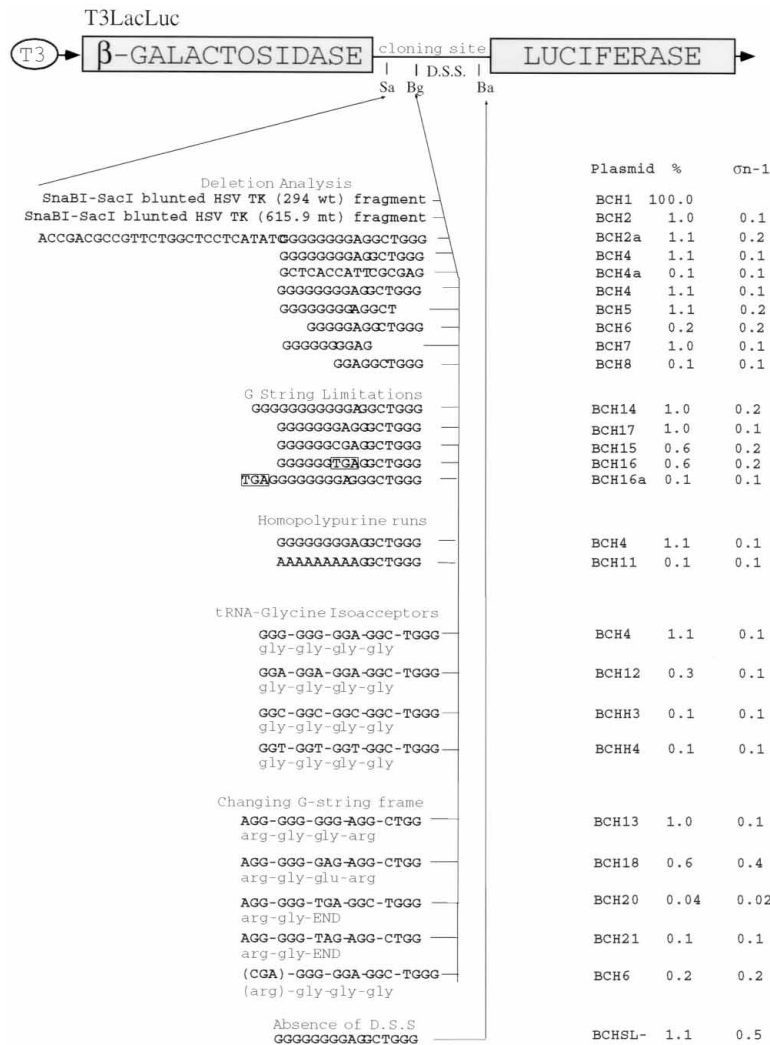 T3LacLuc
T3 β-GALACTOSIDASE cloning site LUCIFERASE
D.S.S.
Sa Bg Ba
Plasmid % σn-1
Deletion Analysis
SnaBI-SacI blunted HSV TK (294 wt) fragment BCH1 100.0
SnaBI-SacI blunted HSV TK (615.9 mt) fragment BCH2 1.0 0.1
ACCGACGCCGTTCTGGCTCCTCATATCGGGGGGGGAGGCTGGG BCH2a 1.1 0.2
GGGGGGGGAGGCTGGG BCH4 1.1 0.1
GCTCACCATTCGCGAG BCH4a 0.1 0.1
GGGGGGGGAGGCTGGG BCH4 1.1 0.1
GGGGGGGGAGGCT BCH5 1.1 0.2
GGGGGAGGCTGGG BCH6 0.2 0.2
GGGGGGGGAG BCH7 1.0 0.1
GGAGGCTGGG BCH8 0.1 0.1
G String Limitations
GGGGGGGGGGGAGGCTGGG BCH14 1.0 0.2
GGGGGGGAGGGCTGGG BCH17 1.0 0.1
GGGGGGCGAGGCTGGG BCH15 0.6 0.2
GGGGGGTGAGGCTGGG BCH16 0.6 0.2
TGAGGGGGGGGAGGGCTGGG BCH16a 0.1 0.1
Homopolypurine runs
GGGGGGGGAGGCTGGG BCH4 1.1 0.1
AAAAAAAAAGGCTGGG BCH11 0.1 0.1
tRNA-Glycine Isoacceptors
GGG-GGG-GGA-GGC-TGGG BCH4 1.1 0.1
gly-gly-gly-gly
GGA-GGA-GGA-GGC-TGGG BCH12 0.3 0.1
gly-gly-gly-gly
GGC-GGC-GGC-GGC-TGGG BCHH3 0.1 0.1
gly-gly-gly-gly
GGT-GGT-GGT-GGC-TGGG BCHH4 0.1 0.1
gly-gly-gly-gly
Changing G-string frame
AGG-GGG-GGG-AGG-CTGG BCH13 1.0 0.1
arg-gly-gly-arg
AGG-GGG-GAG-AGG-CTGG BCH18 0.6 0.4
arg-gly-glu-arg
AGG-GGG-TGA-GGC-TGGG BCH20 0.04 0.02
arg-gly-END
AGG-GGG-TAG-AGG-CTGG BCH21 0.1 0.1
arg-gly-END
(CGA)-GGG-GGA-GGC-TGGG BCH6 0.2 0.2
(arg)-gly-gly-gly
Absence of D.S.S
GGGGGGGGAGGCTGGG BCHSL- 1.1 0.5